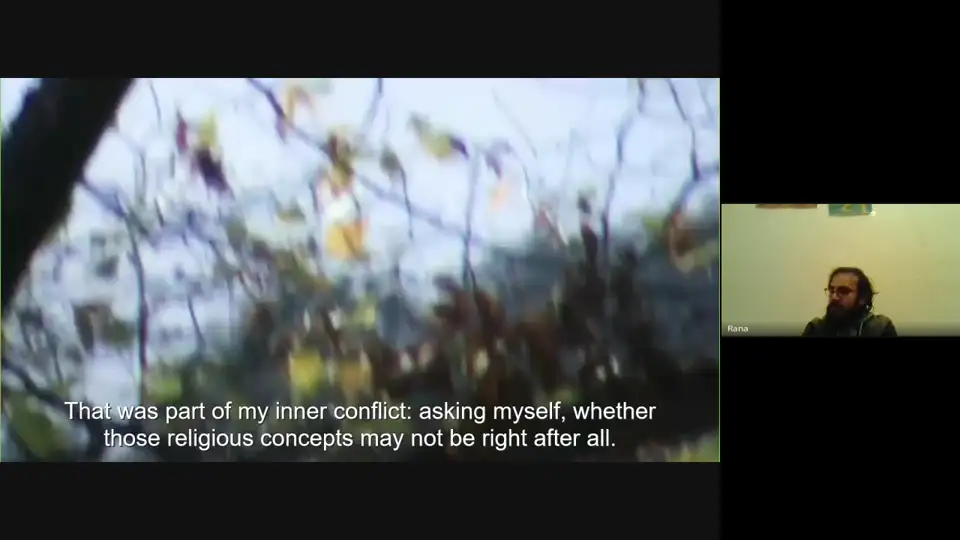 That was part of my inner conflict: asking myself, whether
those religious concepts may not be right after all.
Rana